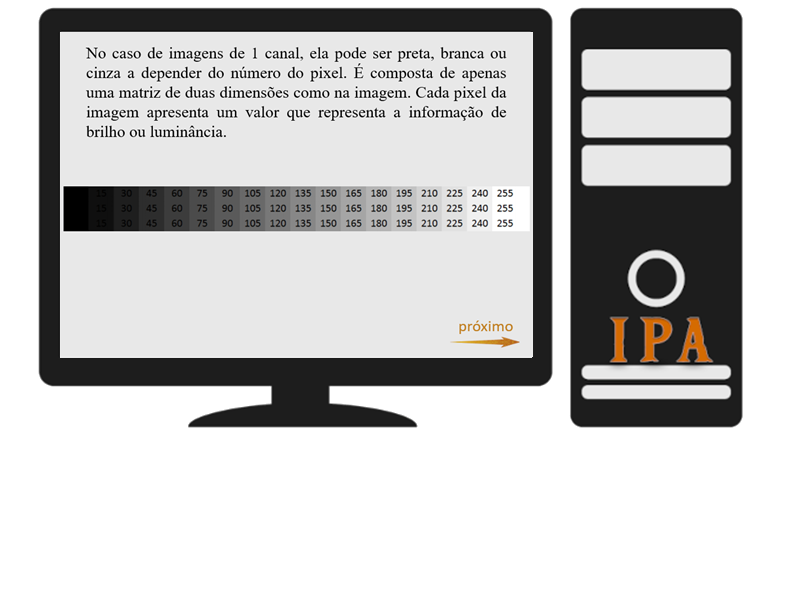 No caso de imagens de 1 canal, ela pode ser preta, branca ou
cinza a depender do número do pixel. É composta de apenas
uma matriz de duas dimensões como na imagem. Cada pixel da
imagem apresenta um valor que representa a informação de
brilho ou luminância.
15 30 45 60 75 90 105 120 135 150 165 180 195 210 225 240 255
15 30 45 60 75 90 105 120 135 150 165 180 195 210 225 240 255
15 30 45 60 75 90 105 120 135 150 165 180 195 210 225 240 255
próximo
IPA